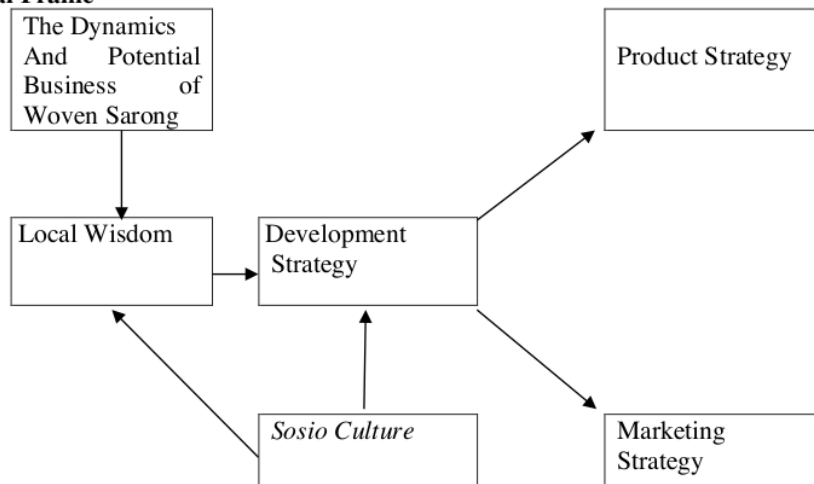 The Dynamics
And Potential
Business of
Woven Sarong
Product Strategy
Local Wisdom
Development
Strategy
Sosio Culture
Marketing
Strategy